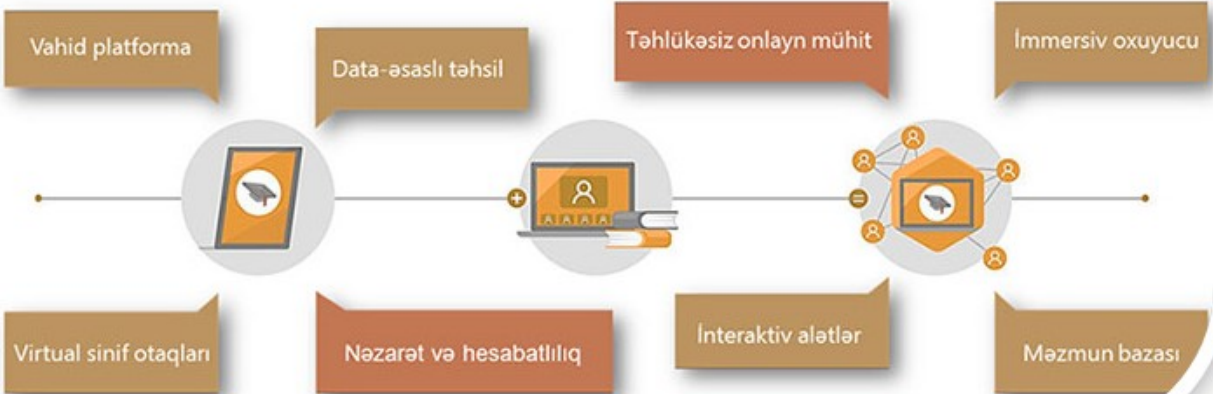 Vahid platforma
Data-əsaslı təhsil
Təhlükəsiz onlayn mühit
İmmersiv oxuyucu
Virtual sinif otaqları
Nəzarət və hesabatlılıq
İnteraktiv alətlər
Məzmun bazası